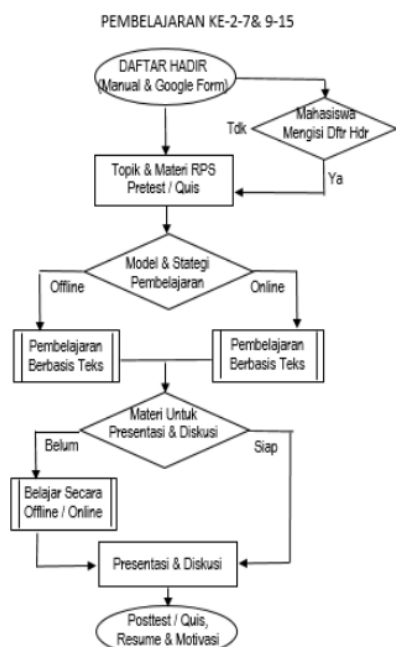 PEMBELAJARAN KE-2-7& 9-15
DAFTAR HADIR
(Manual & Google Form)
Mahasiswa
Mengisi Dftr Hdr
Tdk
Ya
Topik & Materi RPS
Pretest / Quis
Model & Stategi
Pembelajaran
Offline
Online
Pembelajaran
Berbasis Teks
Pembelajaran
Berbasis Teks
Materi Untuk
Presentasi & Diskusi
Belum
Siap
Belajar Secara
Offline / Online
Presentasi & Diskusi
Posttest / Quis,
Resume & Motivasi